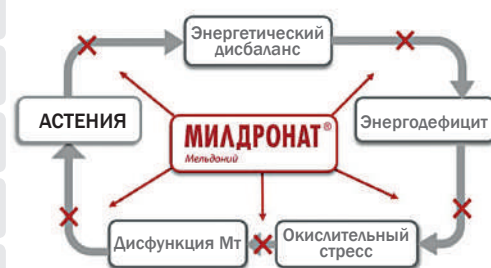 Энергетический
дисбаланс
АСТЕНИЯ
МИЛДРОНАТ®
Мельдоний
Энергодефицит
Дисфункция Мт
Окислительный
стресс